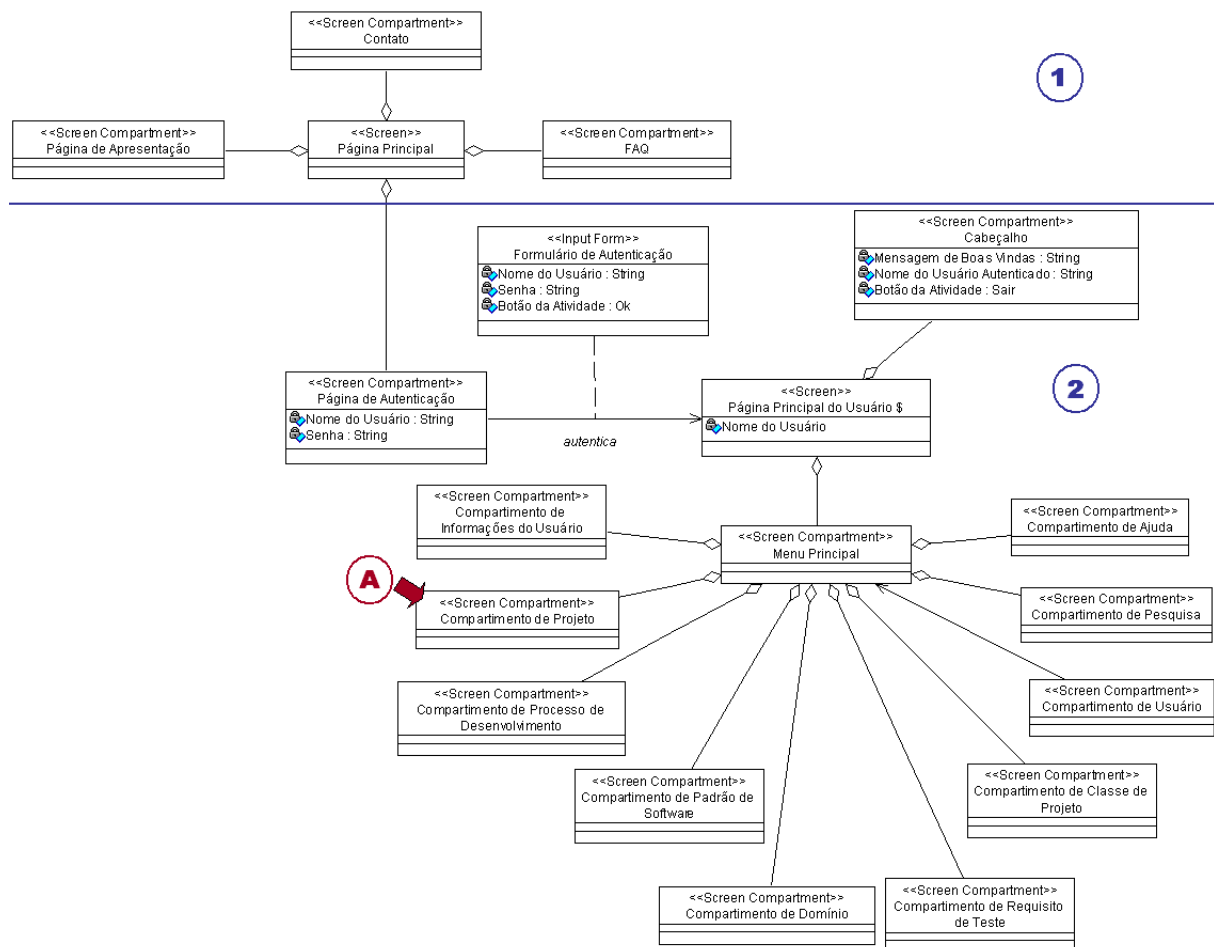 <<Screen Compartment>>
Contato
1
<<Screen Compartment>>
Página de Apresentação
<<Screen>>
Página Principal
<<Screen Compartment>>
FAQ
<<Input Form>>
Formulário de Autenticação
Nome do Usuário : String
Senha : String
Botão da Atividade : Ok
<<Screen Compartment>>
Cabeçalho
Mensagem de Boas Vindas : String
Nome do Usuário Autenticado : String
Botão da Atividade : Sair
<<Screen Compartment>>
Página de Autenticação
Nome do Usuário : String
Senha : String
autentica
<<Screen>>
Página Principal do Usuário $
Nome do Usuário
2
<<Screen Compartment>>
Compartimento de
Informações do Usuário
<<Screen Compartment>>
Menu Principal
<<Screen Compartment>>
Compartimento de Ajuda
A
<<Screen Compartment>>
Compartimento de Projeto
<<Screen Compartment>>
Compartimento de Pesquisa
<<Screen Compartment>>
Compartimento de Processo de
Desenvolvimento
<<Screen Compartment>>
Compartimento de Usuário
<<Screen Compartment>>
Compartimento de Padrão de
Software
<<Screen Compartment>>
Compartimento de Classe de
Projeto
<<Screen Compartment>>
Compartimento de Domínio
<<Screen Compartment>>
Compartimento de Requisito
de Teste